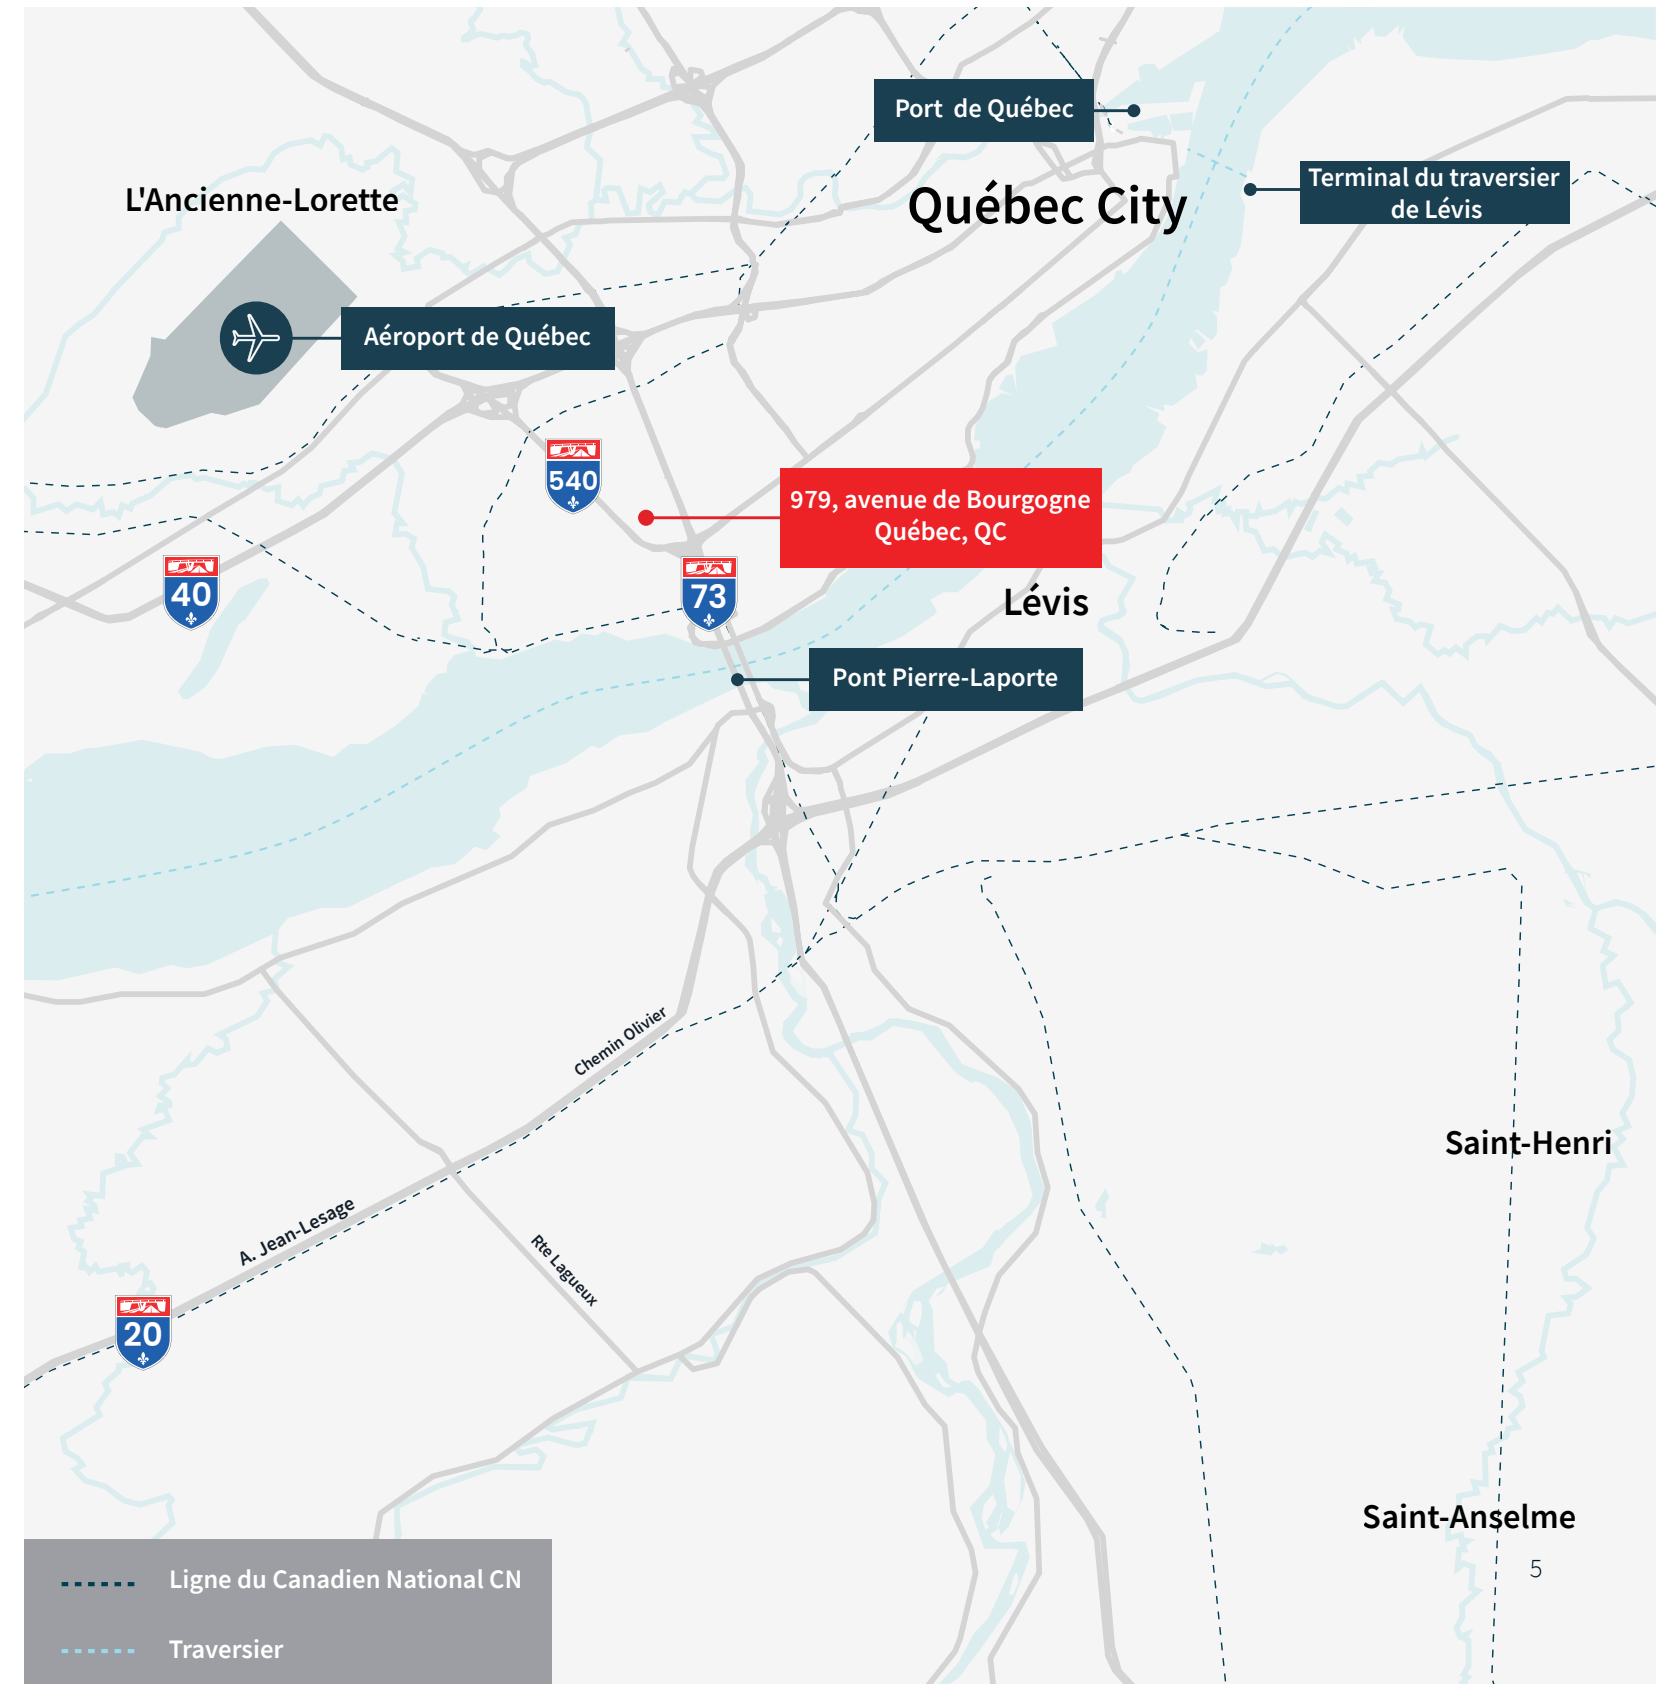 Port de Québec
Terminal du traversier
de Lévis
L'Ancienne-Lorette
Québec City
Aéroport de Québec
540
979, avenue de Bourgogne
Québec, QC
40
73
Lévis
Pont Pierre-Laporte
Chemin Olivier
Saint-Henri
A. Jean-Lesage
Rte Lagueux
20
Saint-Anselme
5
Ligne du Canadien National CN
Traversier